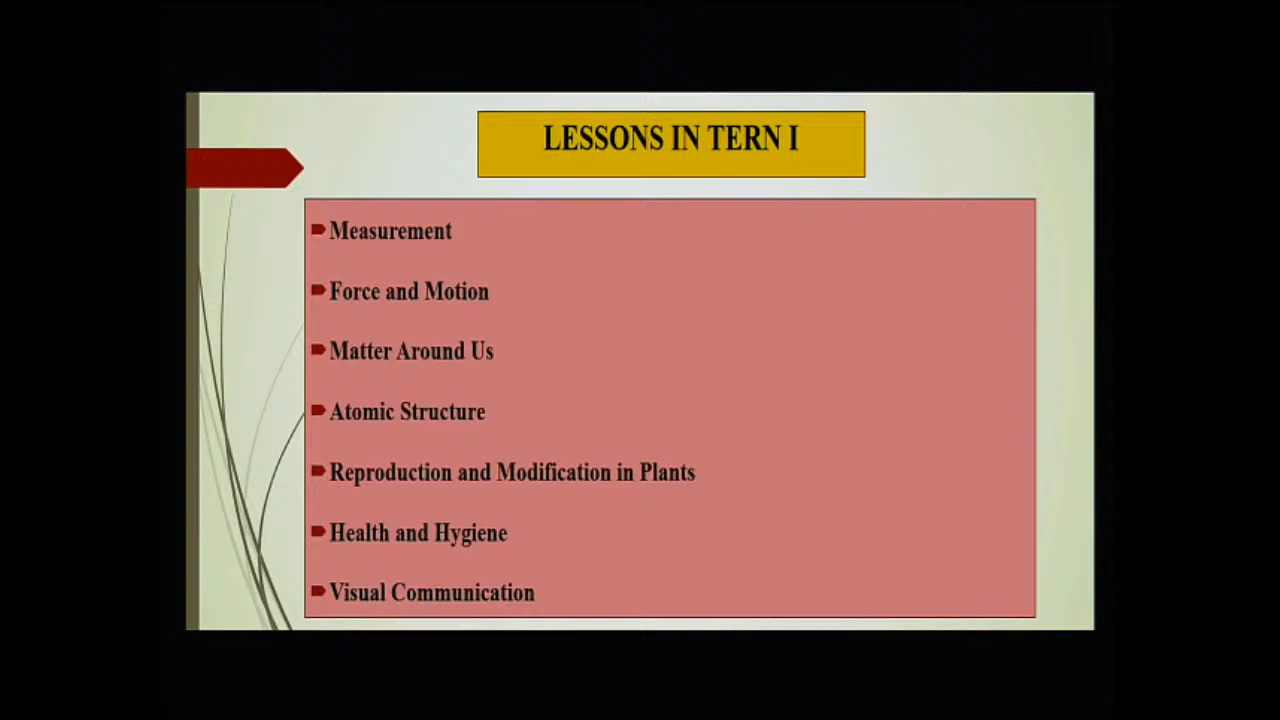 LESSONS IN TERN I
Measurement
Force and Motion
Matter Around Us
Atomic Structure
Reproduction and Modification in Plants
Health and Hygiene
Visual Communication